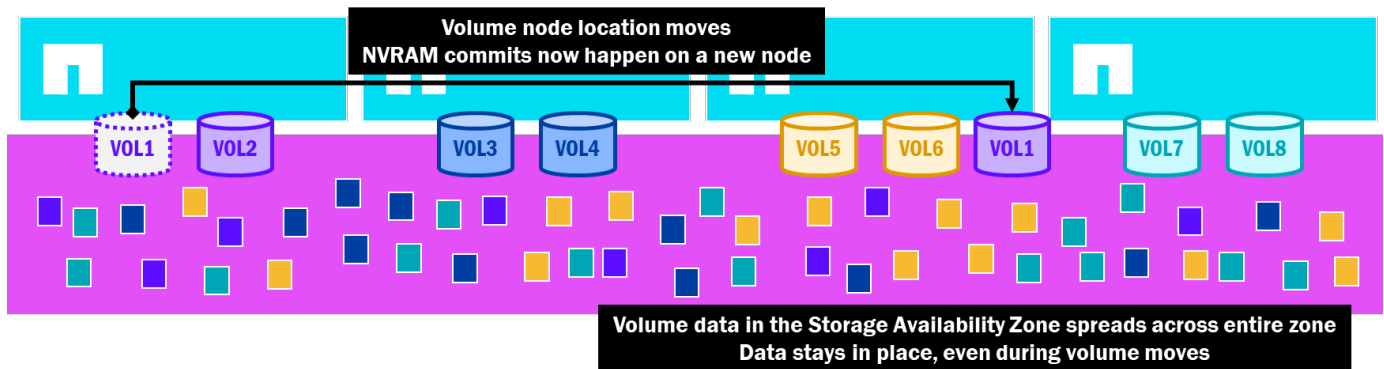 Volume node location moves
NVRAM commits now happen on a new node
VOL1
VOL2
VOL3
VOL4
VOL5
VOL6
VOL1
VOL7
VOL8
Volume data in the Storage Availability Zone spreads across entire zone
Data stays in place, even during volume moves